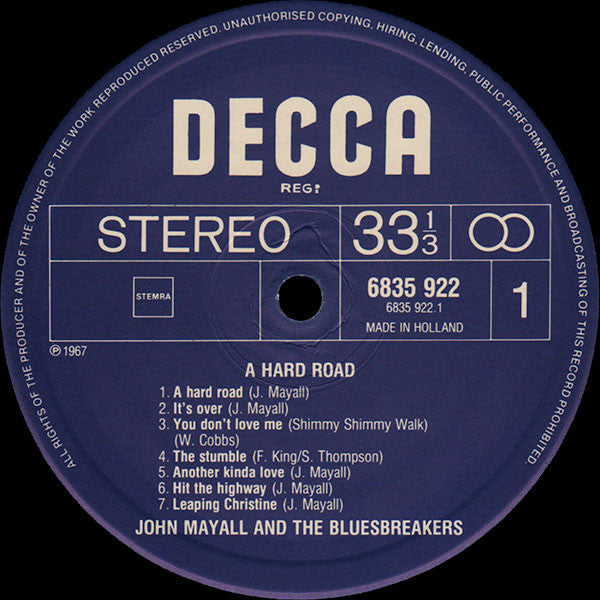 ALL RIGHTS OF THE PRODUCER AND OF THE OWNER OF THE WORK REPRODUCED RESERVED. UNAUTHORISED COPYING, HIRING, LENDING, PUBLIC PERFORMANCE AND BROADCASTING OF THIS RECORD PROHIBITED.
DECCA
REG!
STEREO
33 1/3
STEMRA
6835 922
6835 922.1
MADE IN HOLLAND
1
℗ 1967
A HARD ROAD
1. A hard road (J. Mayall)
2. It's over (J. Mayall)
3. You don't love me (Shimmy Shimmy Walk)
(W. Cobbs)
4. The stumble (F. King/S. Thompson)
5. Another kinda love (J. Mayall)
6. Hit the highway (J. Mayall)
7. Leaping Christine (J. Mayall)
JOHN MAYALL AND THE BLUESBREAKERS